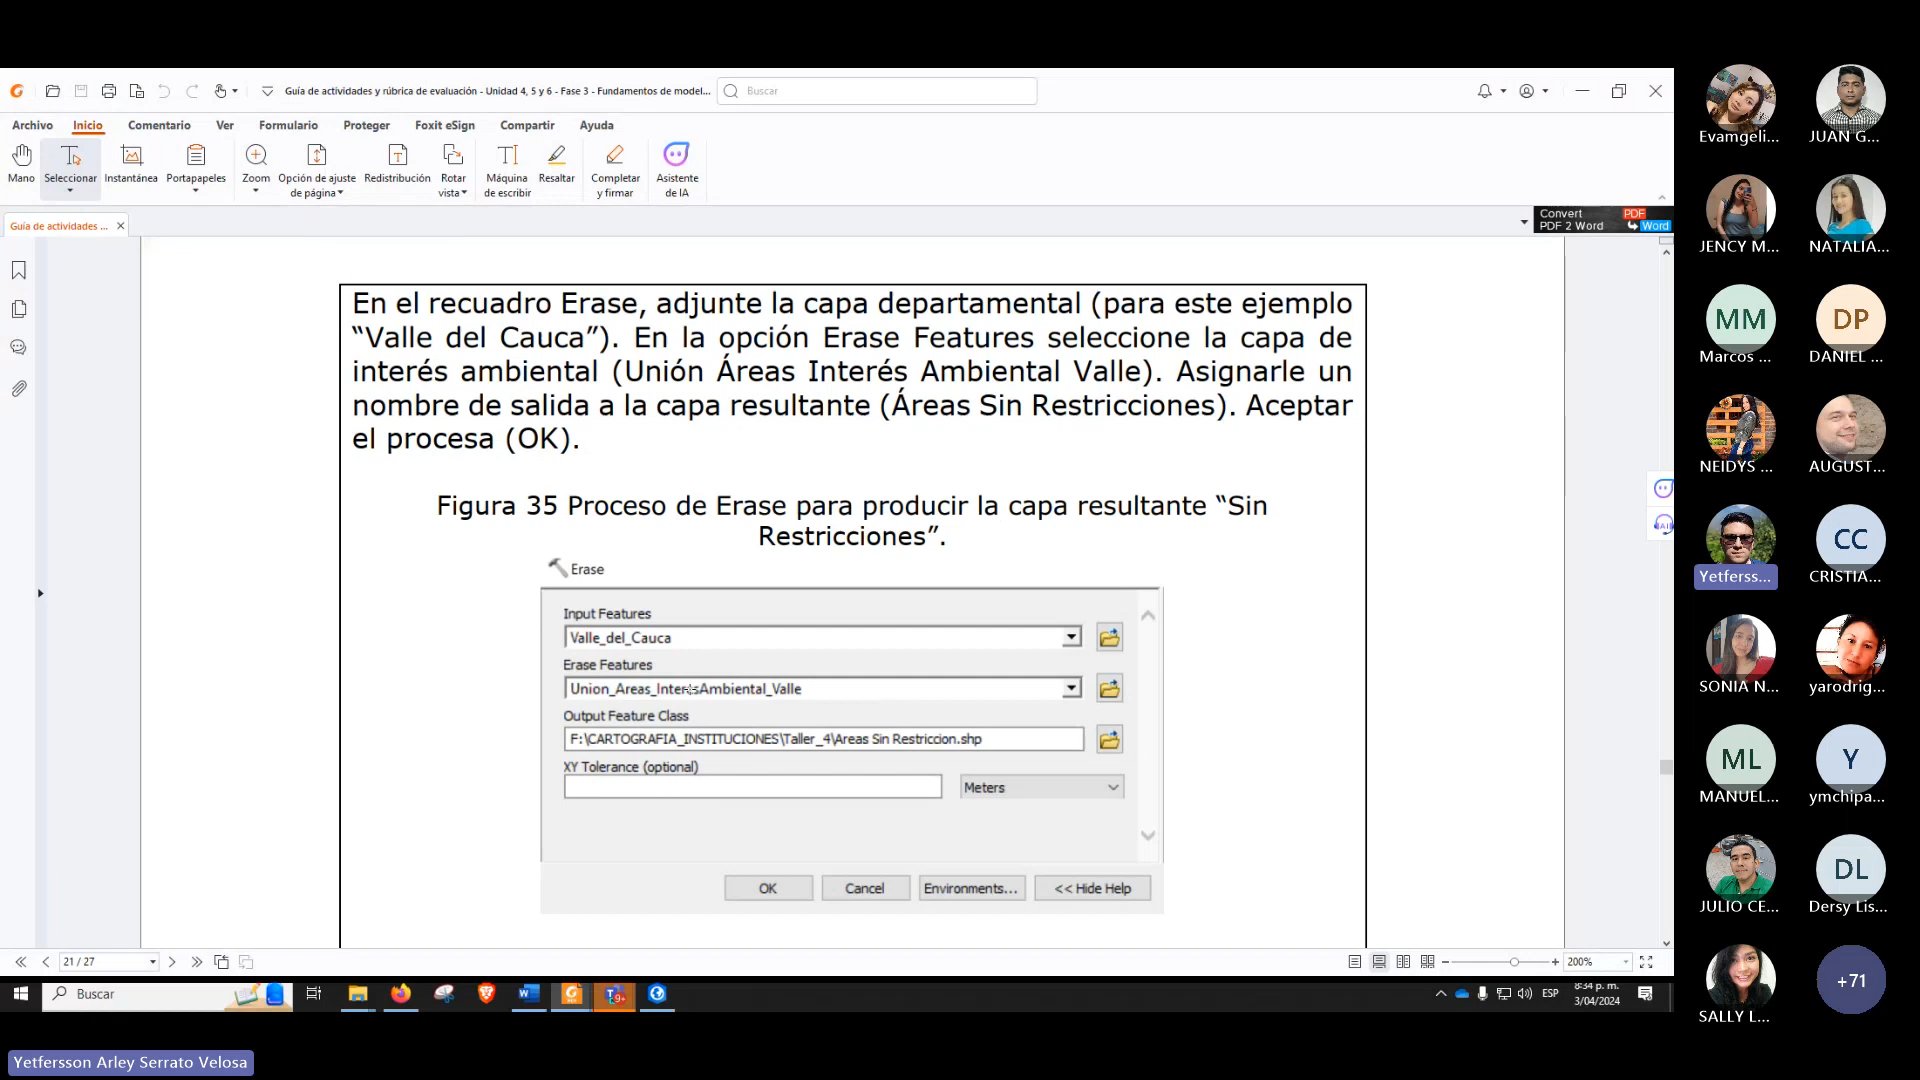 Guía de actividades y rúbrica de evaluación - Unidad 4, 5 y 6 - Fase 3 - Fundamentos de model...
Buscar
Archivo
Inicio
Comentario
Ver
Formulario
Proteger
Foxit eSign
Compartir
Ayuda
Mano
Seleccionar
Instantánea
Portapapeles
Zoom
Opción de ajuste
de página
Redistribución
Rotar
vista
Máquina
de escribir
Resaltar
Completar
y firmar
Asistente
de IA
Guía de actividades ...
Convert
PDF 2 Word
PDF
Word
En el recuadro Erase, adjunte la capa departamental (para este ejemplo
“Valle del Cauca”). En la opción Erase Features seleccione la capa de
interés ambiental (Unión Áreas Interés Ambiental Valle). Asignarle un
nombre de salida a la capa resultante (Áreas Sin Restricciones). Aceptar
el procesa (OK).
Figura 35 Proceso de Erase para producir la capa resultante “Sin
Restricciones”.
Erase
Input Features
Valle_del_Cauca
Erase Features
Union_Areas_InteresAmbiental_Valle
Output Feature Class
F:\CARTOGRAFIA_INSTITUCIONES\Taller_4\Areas Sin Restriccion.shp
XY Tolerance (optional)
Meters
OK
Cancel
Environments...
<< Hide Help
21 / 27
200%
Buscar
ESP
8:34 p. m.
3/04/2024
Yetfersson Arley Serrato Velosa
Evamgeli...
JUAN G...
JENCY M...
NATALIA...
MM
Marcos ...
DP
DANIEL ...
NEIDYS ...
AUGUST...
Yetferss...
CC
CRISTIA...
SONIA N...
yarodrig...
ML
MANUEL...
Y
ymchipa...
JULIO CE...
DL
Dersy Lis...
SALLY L...
+71